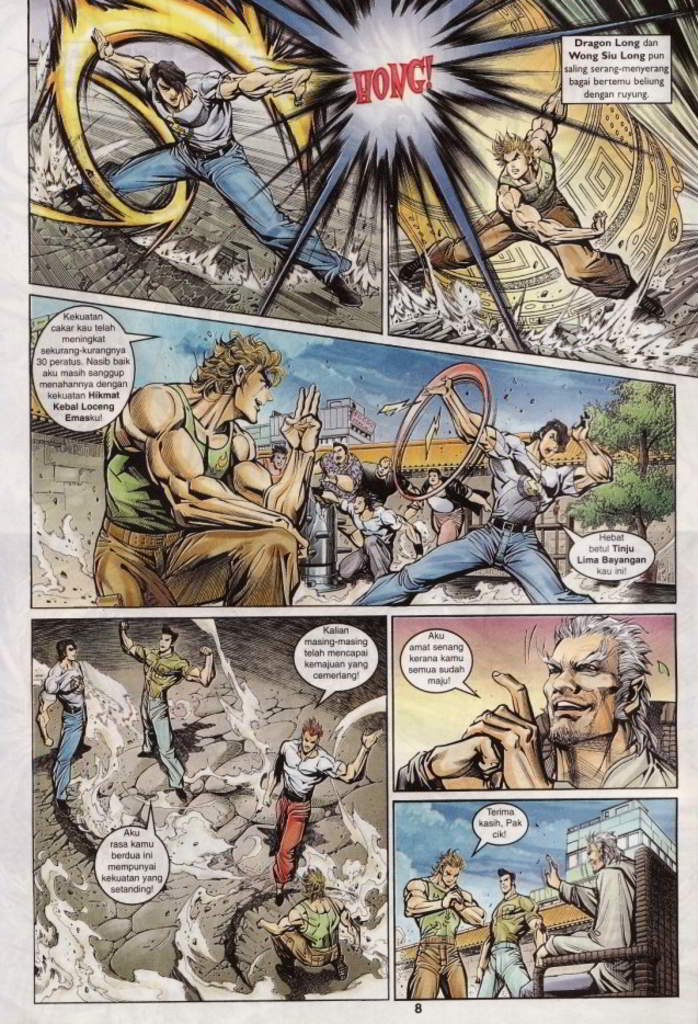 HONG!
Dragon Long dan
Wong Siu Long pun
saling serang-menyerang
bagai bertemu beliung
dengan ruyung.
Kekuatan
cakar kau telah
meningkat
sekurang-kurangnya
30 peratus. Nasib baik
aku masih sanggup
menahannya dengan
kekuatan Hikmat
Kebal Loceng
Emasku!
Hebat
betul Tinju
Lima Bayangan
kau ini!
Kalian
masing-masing
telah mencapai
kemajuan yang
cemerlang!
Aku
rasa kamu
berdua ini
mempunyai
kekuatan yang
setanding!
Aku
amat senang
kerana kamu
semua sudah
maju!
Terima
kasih, Pak
cik!
8